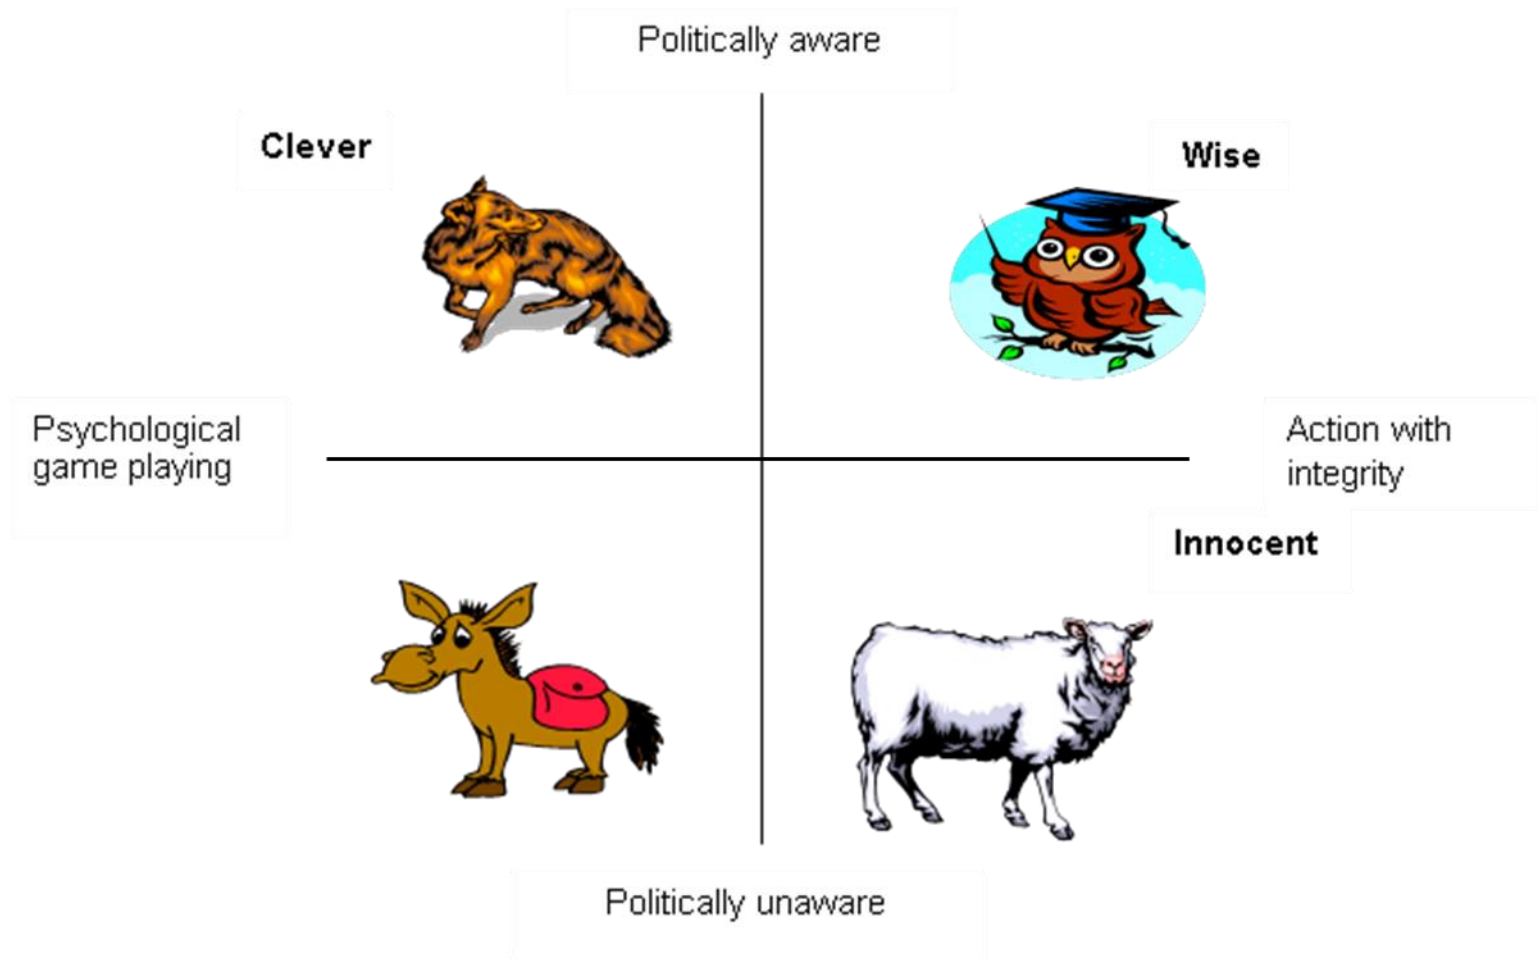 Politically aware
Clever
Wise
Psychological
game playing
Action with
integrity
Innocent
Politically unaware